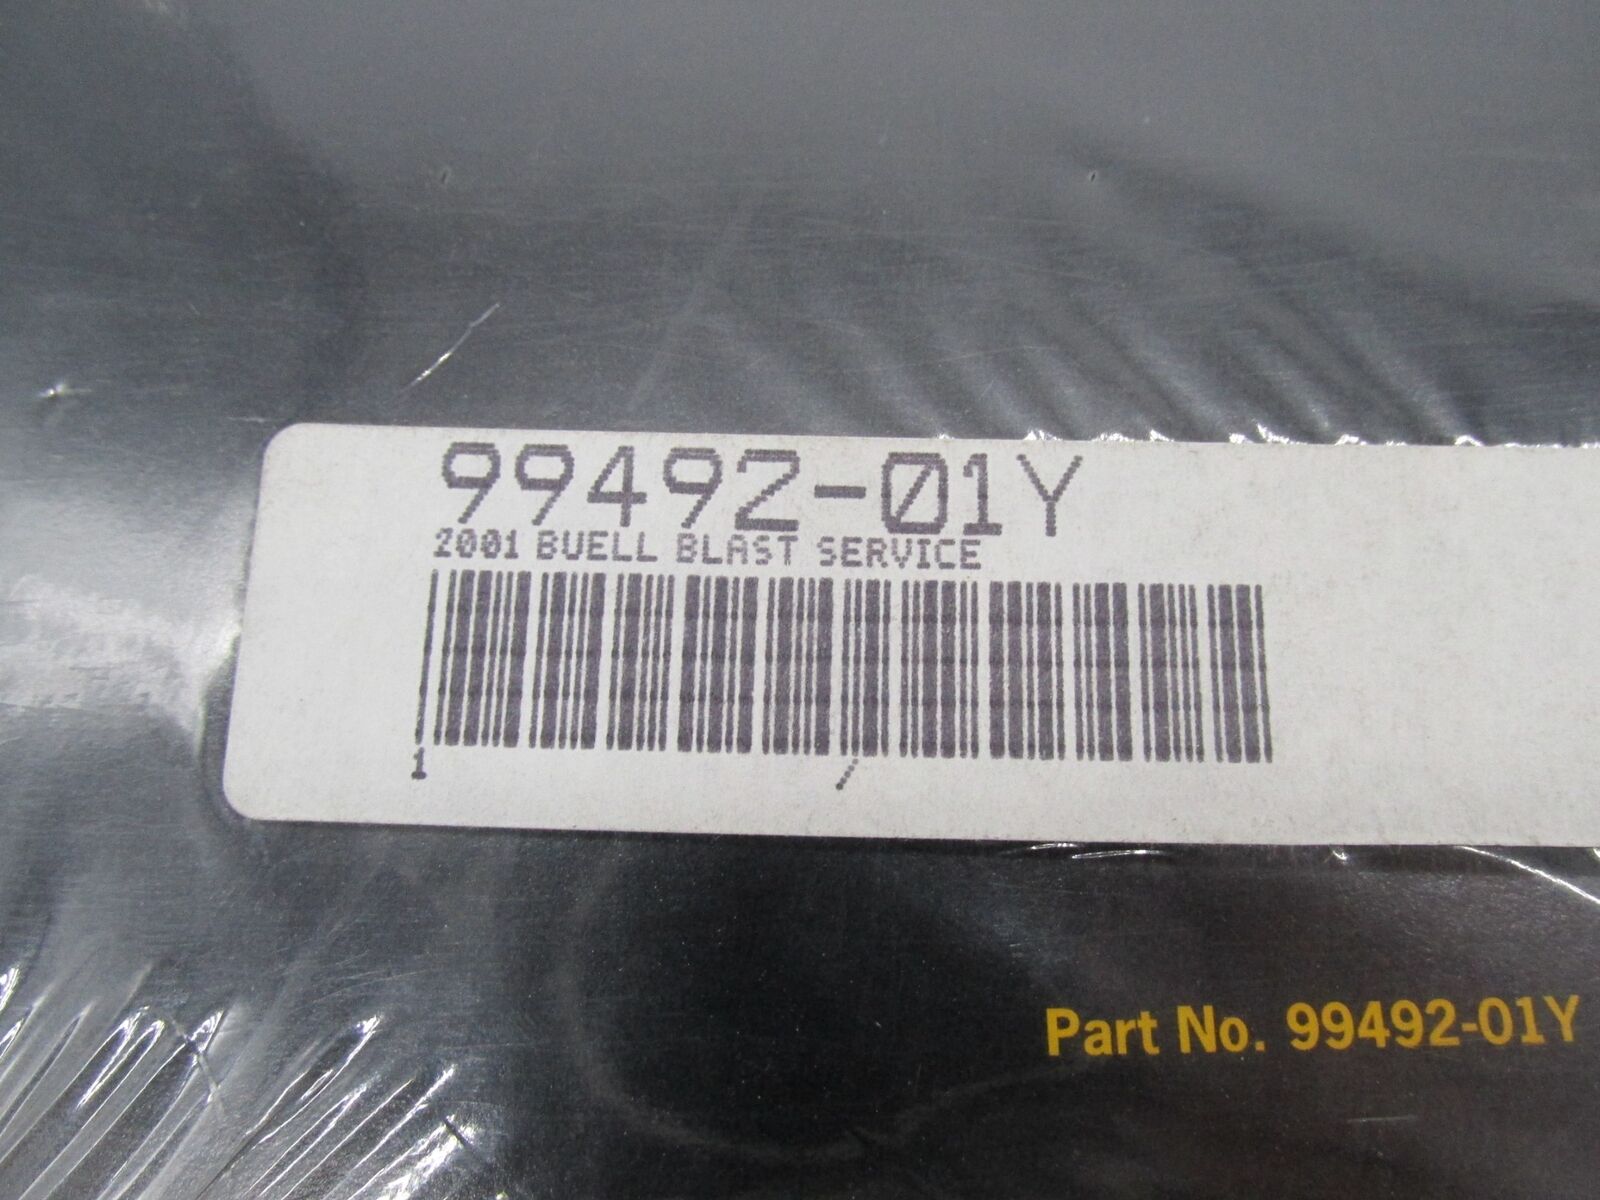 99492-01Y
2001 BUELL BLAST SERVICE
1 /
Part No. 99492-01Y